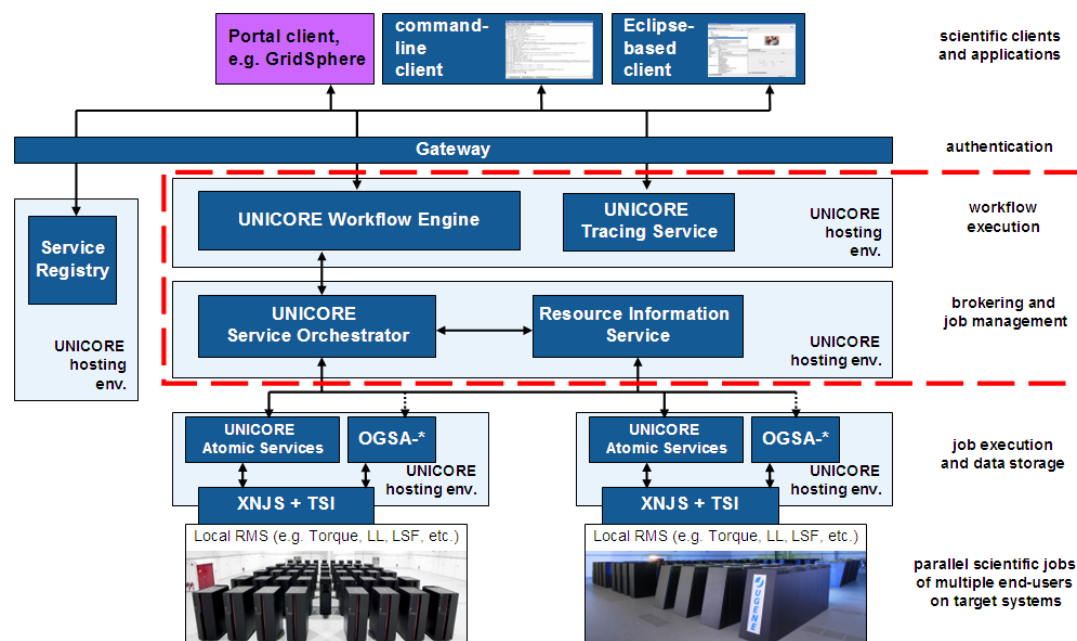 Portal client,
e.g. GridSphere
command-
line
client
Eclipse-
based
client
scientific clients
and applications
Gateway
authentication
UNICORE Workflow Engine
UNICORE
Tracing Service
UNICORE
hosting
env.
workflow
execution
Service
Registry
UNICORE
hosting
env.
UNICORE
Service Orchestrator
Resource Information
Service
UNICORE
hosting env.
brokering and
job management
UNICORE
Atomic Services
OGSA-*
UNICORE
hosting env.
XNJS + TSI
Local RMS (e.g. Torque, LL, LSF, etc.)
UNICORE
Atomic Services
OGSA-*
UNICORE
hosting env.
XNJS + TSI
Local RMS (e.g. Torque, LL, LSF, etc.)
job execution
and data storage
JUGENE
parallel scientific jobs
of multiple end-users
on target systems